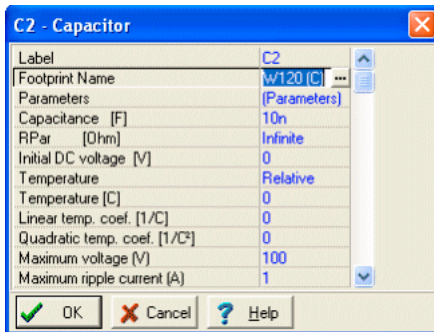 C2 - Capacitor
Label C2
Footprint Name W120 (C) ...
Parameters (Parameters)
Capacitance [F] 10n
RPar [Ohm] Infinite
Initial DC voltage [V] 0
Temperature Relative
Temperature [C] 0
Linear temp. coef. [1/C] 0
Quadratic temp. coef. [1/C²] 0
Maximum voltage (V) 100
Maximum ripple current (A) 1
OK Cancel Help